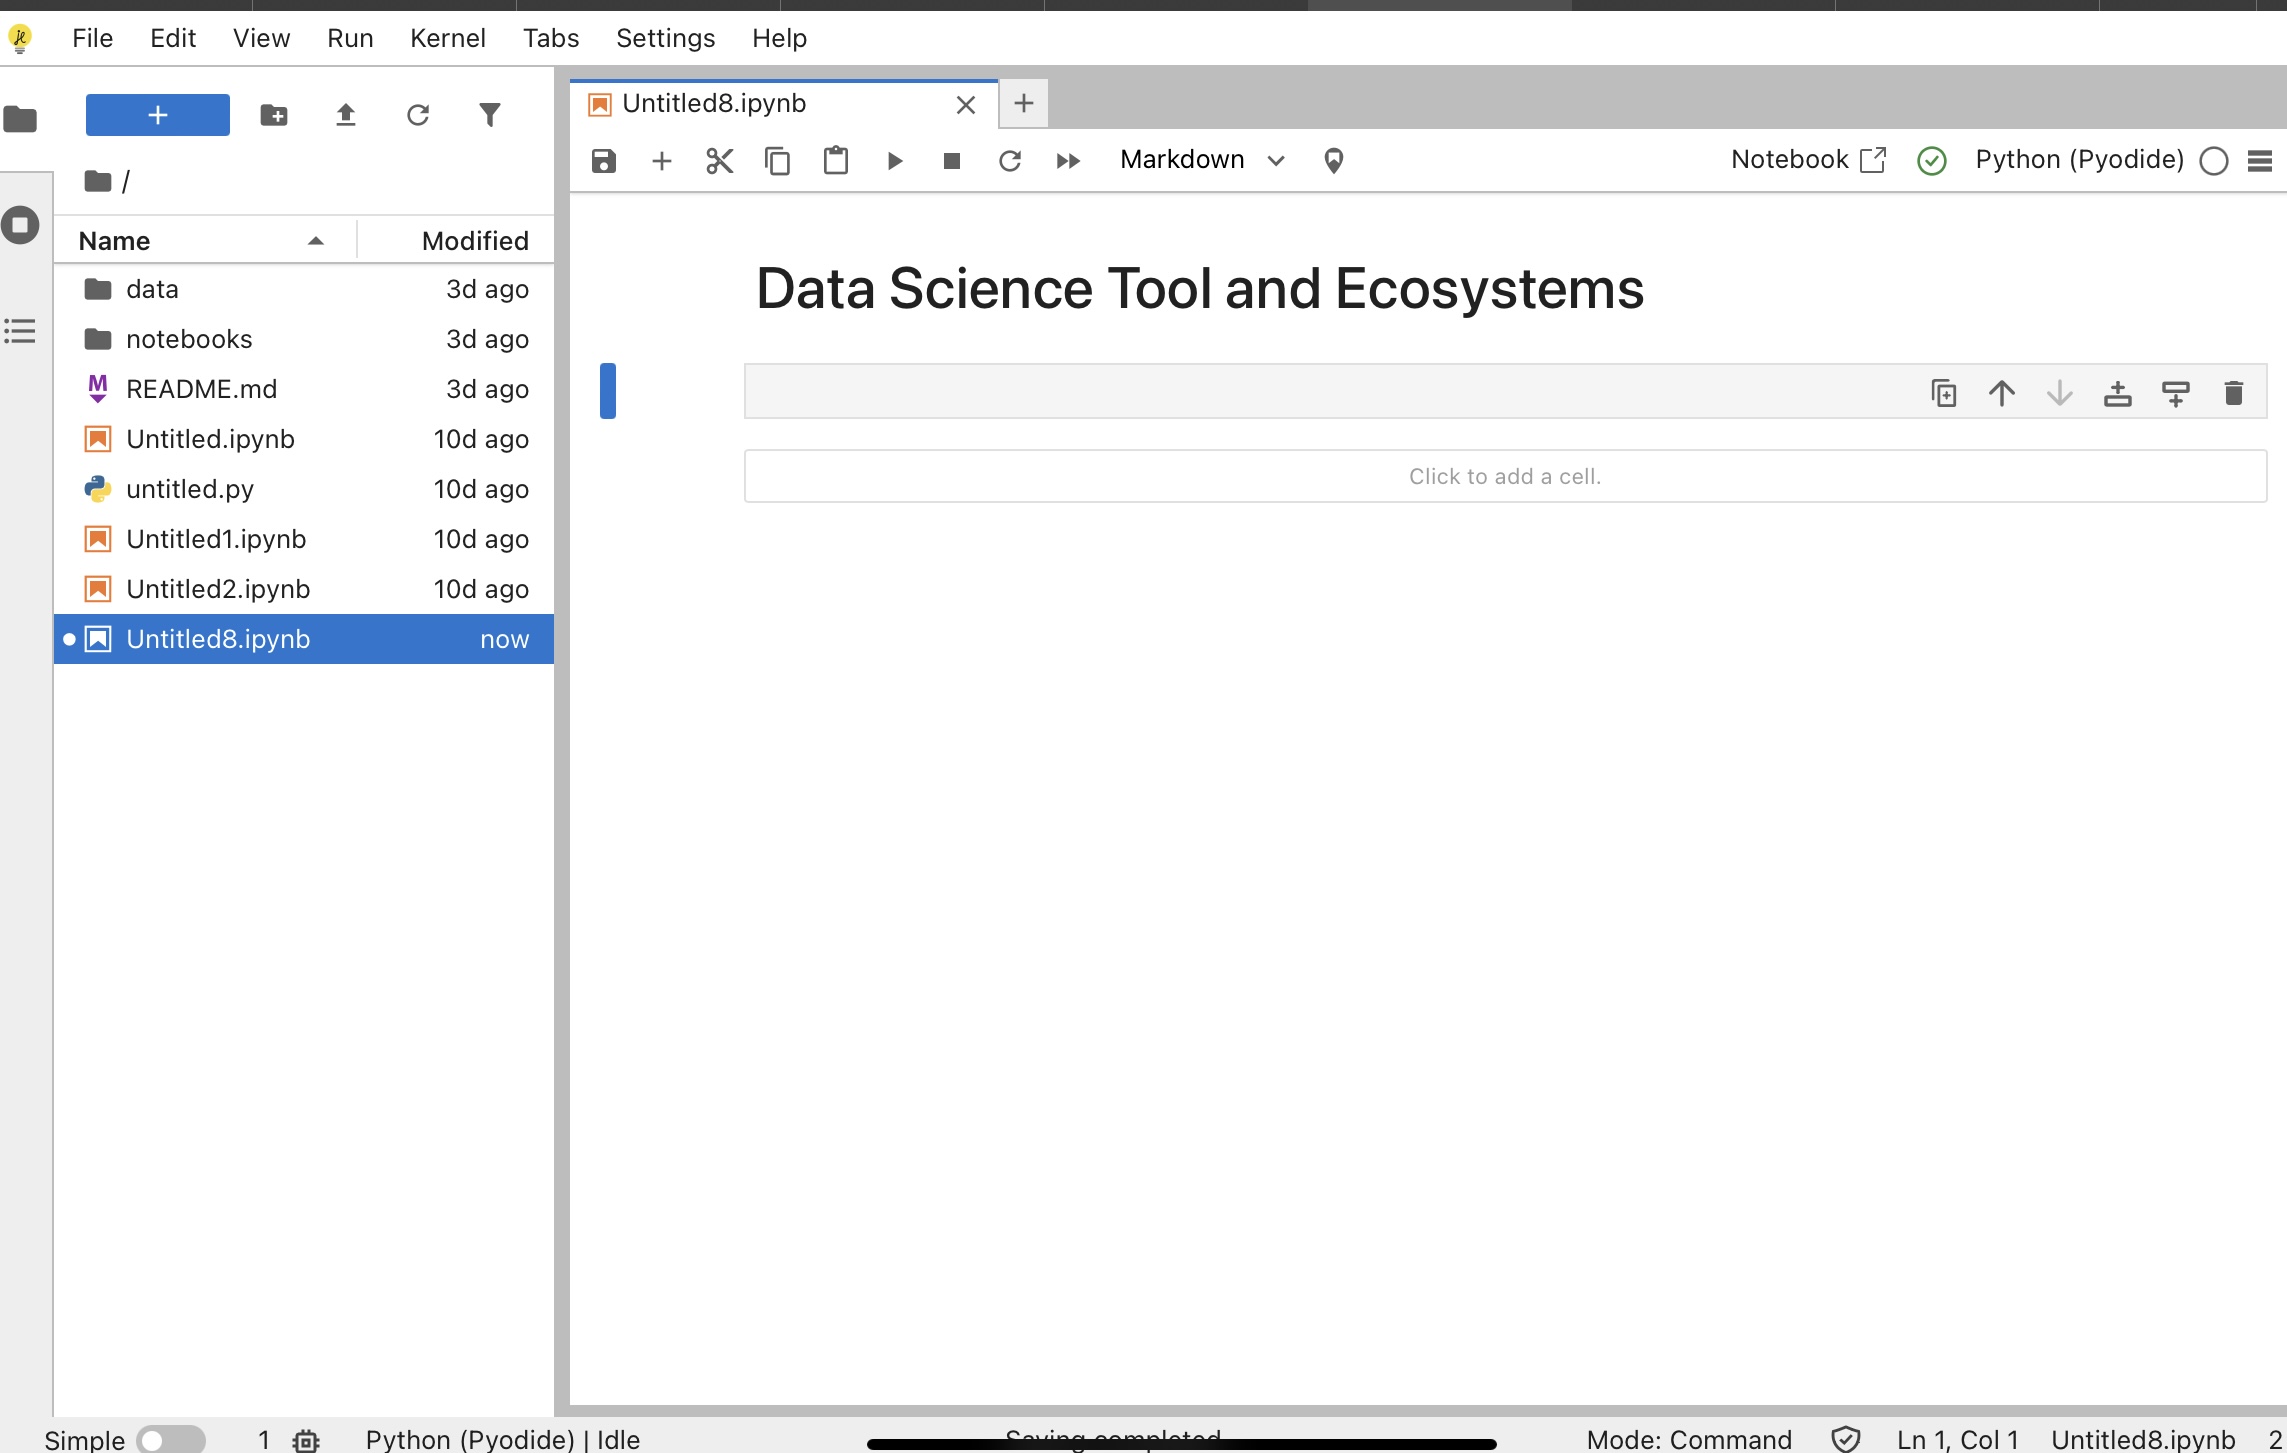 File Edit View Run Kernel Tabs Settings Help
+
/
Name Modified
data 3d ago
notebooks 3d ago
README.md 3d ago
Untitled.ipynb 10d ago
untitled.py 10d ago
Untitled1.ipynb 10d ago
Untitled2.ipynb 10d ago
Untitled8.ipynb now
Untitled8.ipynb
Markdown Notebook Python (Pyodide)
Data Science Tool and Ecosystems
Click to add a cell.
Simple 1 Python (Pyodide) | Idle Saving completed Mode: Command Ln 1, Col 1 Untitled8.ipynb 2